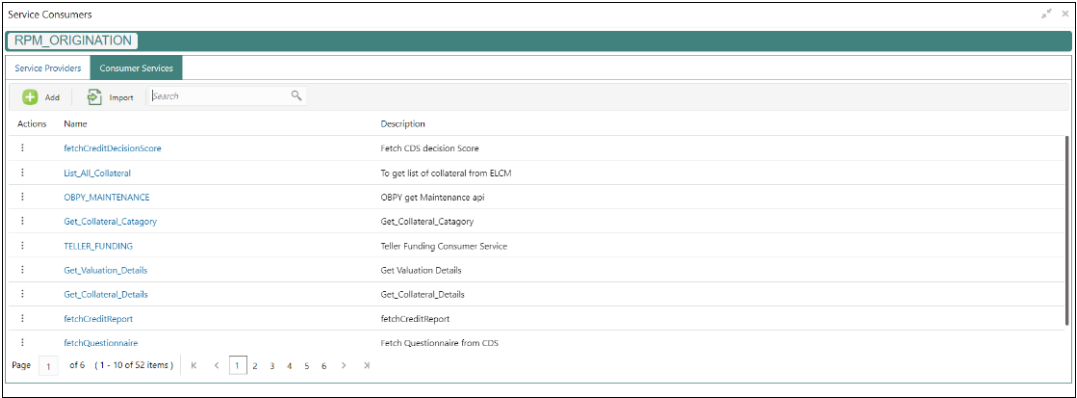 Service Consumers
RPM_ORIGINATION
Service Providers Consumer Services
Add Import Search
Actions Name Description
fetchCreditDecisionScore Fetch CDS decision Score
List_All_Collateral To get list of collateral from ELCM
OBPY_MAINTENANCE OBPY get Maintenance api
Get_Collateral_Catagory Get_Collateral_Catagory
TELLER_FUNDING Teller Funding Consumer Service
Get_Valuation_Details Get Valuation Details
Get_Collateral_Details Get_Collateral_Details
fetchCreditReport fetchCreditReport
fetchQuestionnaire Fetch Questionnaire from CDS
Page 1 of 6 (1 - 10 of 52 items) 1 2 3 4 5 6